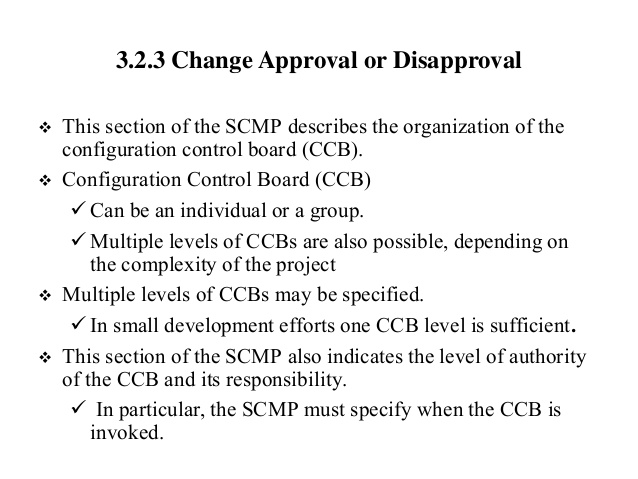 3.2.3 Change Approval or Disapproval
❖ This section of the SCMP describes the organization of the
configuration control board (CCB).
❖ Configuration Control Board (CCB)
✓ Can be an individual or a group.
✓ Multiple levels of CCBs are also possible, depending on
the complexity of the project
❖ Multiple levels of CCBs may be specified.
✓ In small development efforts one CCB level is sufficient.
❖ This section of the SCMP also indicates the level of authority
of the CCB and its responsibility.
✓ In particular, the SCMP must specify when the CCB is
invoked.